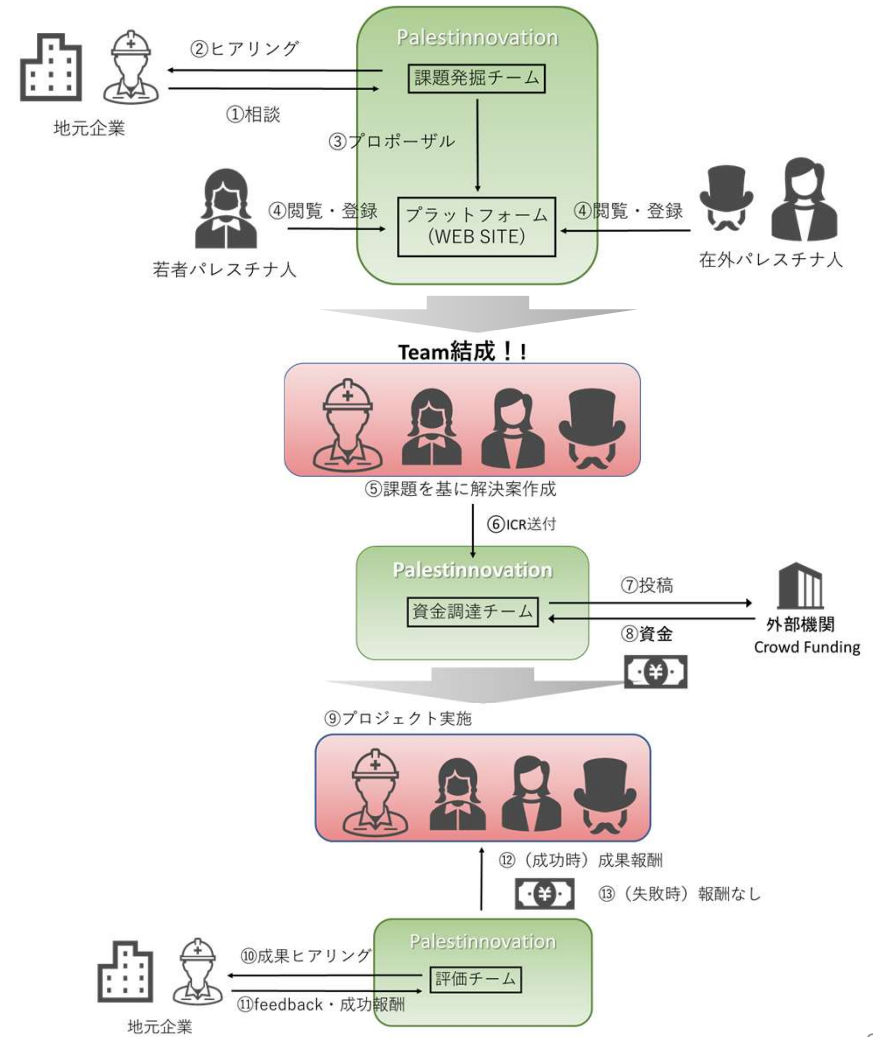 Palestinnovation
②ヒアリング
課題発掘チーム
①相談
地元企業
③プロポーザル
④閲覧・登録
プラットフォーム
(WEB SITE)
④閲覧・登録
若者パレスチナ人
在外パレスチナ人
Team結成！!
⑤課題を基に解決案作成
⑥ICR送付
Palestinnovation
資金調達チーム
⑦投稿
⑧資金
外部機関
Crowd Funding
⑨プロジェクト実施
⑫（成功時）成果報酬
⑬（失敗時）報酬なし
Palestinnovation
⑩成果ヒアリング
評価チーム
⑪feedback・成功報酬
地元企業